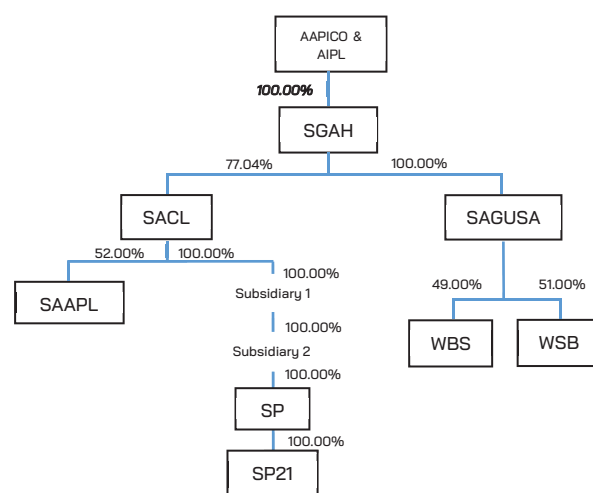 AAPICO &
AIPL
100.00%
SGAH
77.04%
100.00%
SACL
SAGUSA
52.00%
100.00%
100.00%
49.00%
51.00%
SAAPL
Subsidiary 1
100.00%
WBS
WSB
Subsidiary 2
100.00%
SP
100.00%
SP21